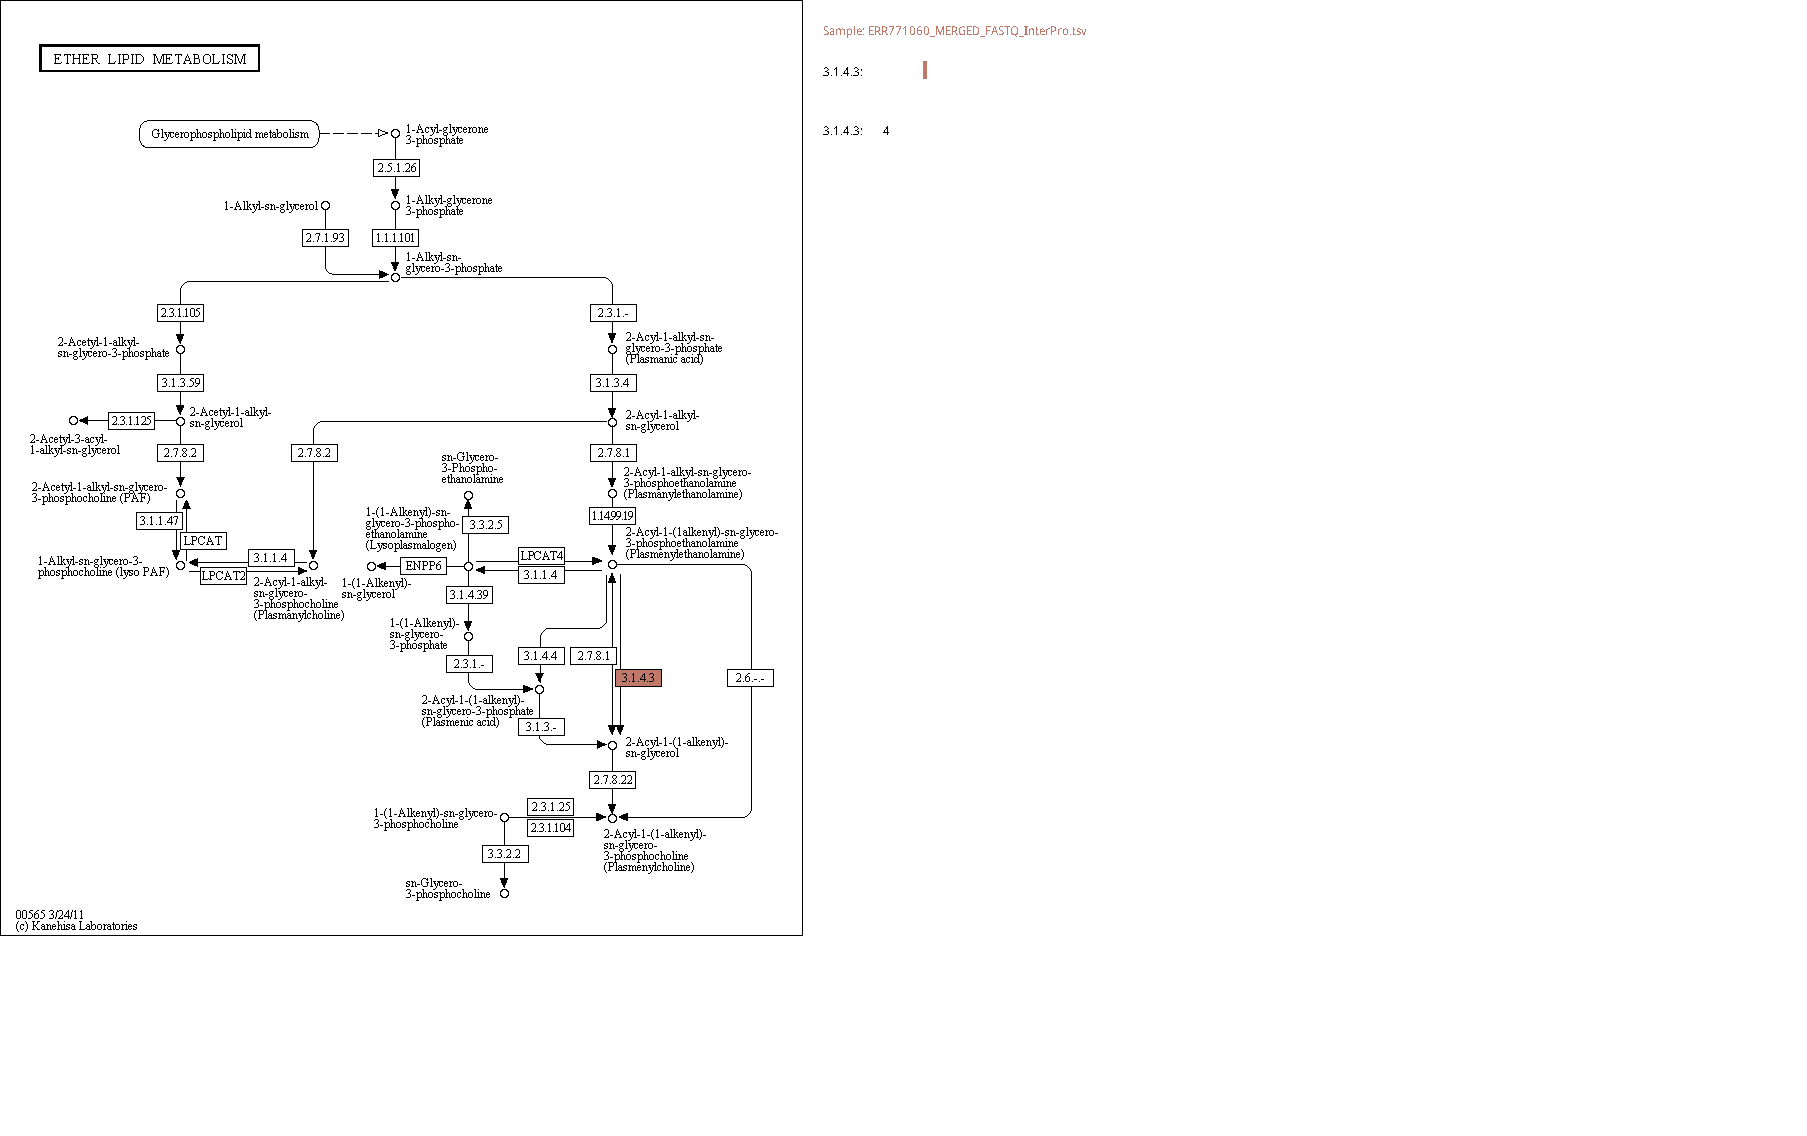 ETHER LIPID METABOLISM
Sample: ERR771060_MERGED_FASTQ_InterPro.tsv
3.1.4.3:
3.1.4.3: 4
Glycerophospholipid metabolism
1-Acyl-glycerone
3-phosphate
2.5.1.26
1-Alkyl-sn-glycerol
1-Alkyl-glycerone
3-phosphate
2.7.1.93
1.1.1.101
1-Alkyl-sn-
glycero-3-phosphate
2.3.1.105
2.3.1.-
2-Acetyl-1-alkyl-
sn-glycero-3-phosphate
2-Acyl-1-alkyl-sn-
glycero-3-phosphate
(Plasmanic acid)
3.1.3.59
3.1.3.4
2.3.1.125
2-Acetyl-1-alkyl-
sn-glycerol
2-Acyl-1-alkyl-
sn-glycerol
2-Acetyl-3-acyl-
1-alkyl-sn-glycerol
2.7.8.2
2.7.8.2
2.7.8.1
sn-Glycero-
3-Phospho-
ethanolamine
2-Acyl-1-alkyl-sn-glycero-
3-phosphoethanolamine
(Plasmanylethanolamine)
2-Acetyl-1-alkyl-sn-glycero-
3-phosphocholine (PAF)
3.1.1.47
LPCAT
1-(1-Alkenyl)-sn-
glycero-3-phospho-
ethanolamine
(Lysoplasmalogen)
3.3.2.5
1.14.99.19
2-Acyl-1-(1alkenyl)-sn-glycero-
3-phosphoethanolamine
(Plasmenylethanolamine)
1-Alkyl-sn-glycero-3-
phosphocholine (lyso PAF)
3.1.1.4
LPCAT2
2-Acyl-1-alkyl-
sn-glycero-
3-phosphocholine
(Plasmanylcholine)
ENPP6
LPCAT4
3.1.1.4
1-(1-Alkenyl)-
sn-glycerol
3.1.4.39
1-(1-Alkenyl)-
sn-glycero-
3-phosphate
2.3.1.-
3.1.4.4
2.7.8.1
3.1.4.3
2.6.-.-
2-Acyl-1-(1-alkenyl)-
sn-glycero-3-phosphate
(Plasmenic acid)
3.1.3.-
2-Acyl-1-(1-alkenyl)-
sn-glycerol
2.7.8.22
1-(1-Alkenyl)-sn-glycero-
3-phosphocholine
2.3.1.25
2.3.1.104
2-Acyl-1-(1-alkenyl)-
sn-glycero-
3-phosphocholine
(Plasmenylcholine)
3.3.2.2
sn-Glycero-
3-phosphocholine
00565 3/24/11
(c) Kanehisa Laboratories